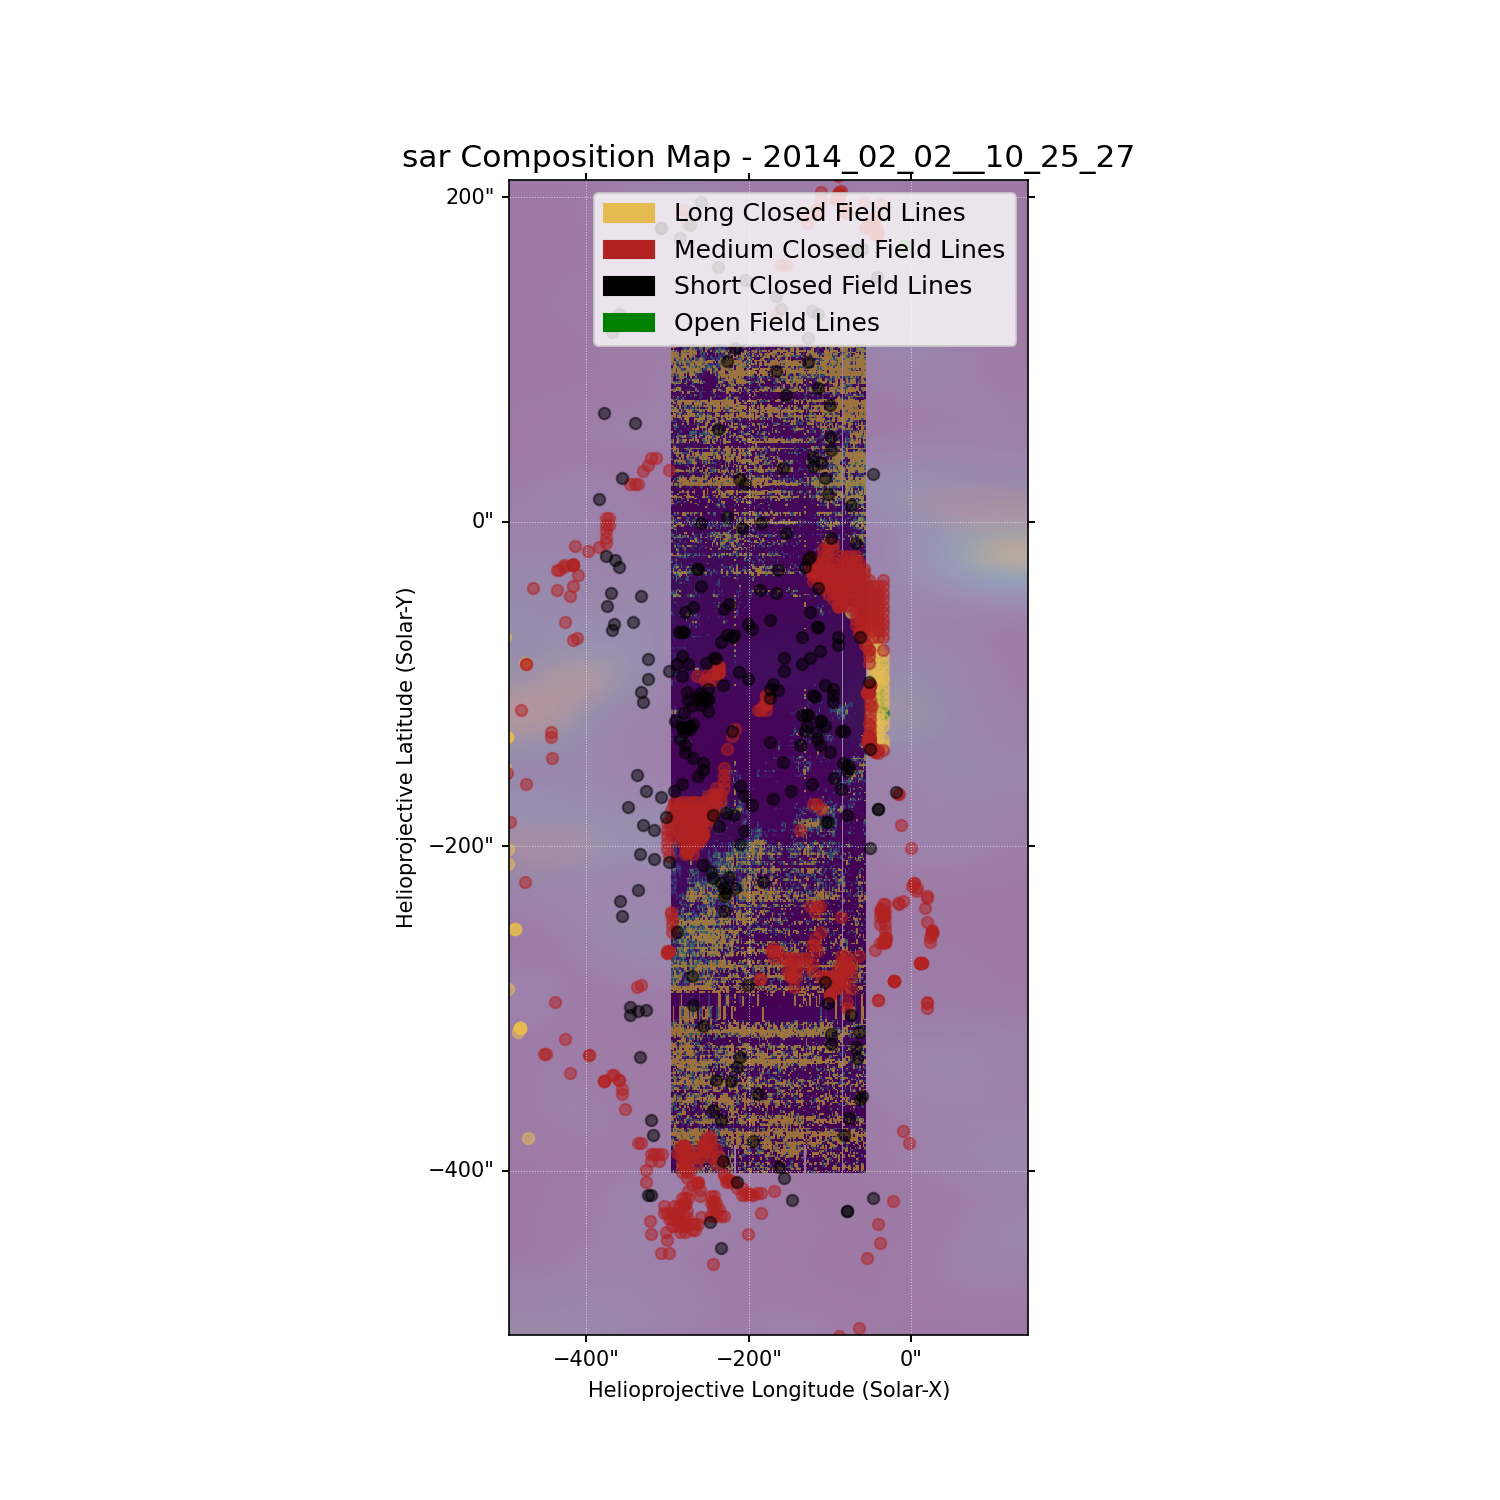 sar Composition Map - 2014_02_02__10_25_27
200"
Long Closed Field Lines
Medium Closed Field Lines
Short Closed Field Lines
Open Field Lines
0"
Helioprojective Latitude (Solar-Y)
−200"
−400"
−400"
−200"
0"
Helioprojective Longitude (Solar-X)